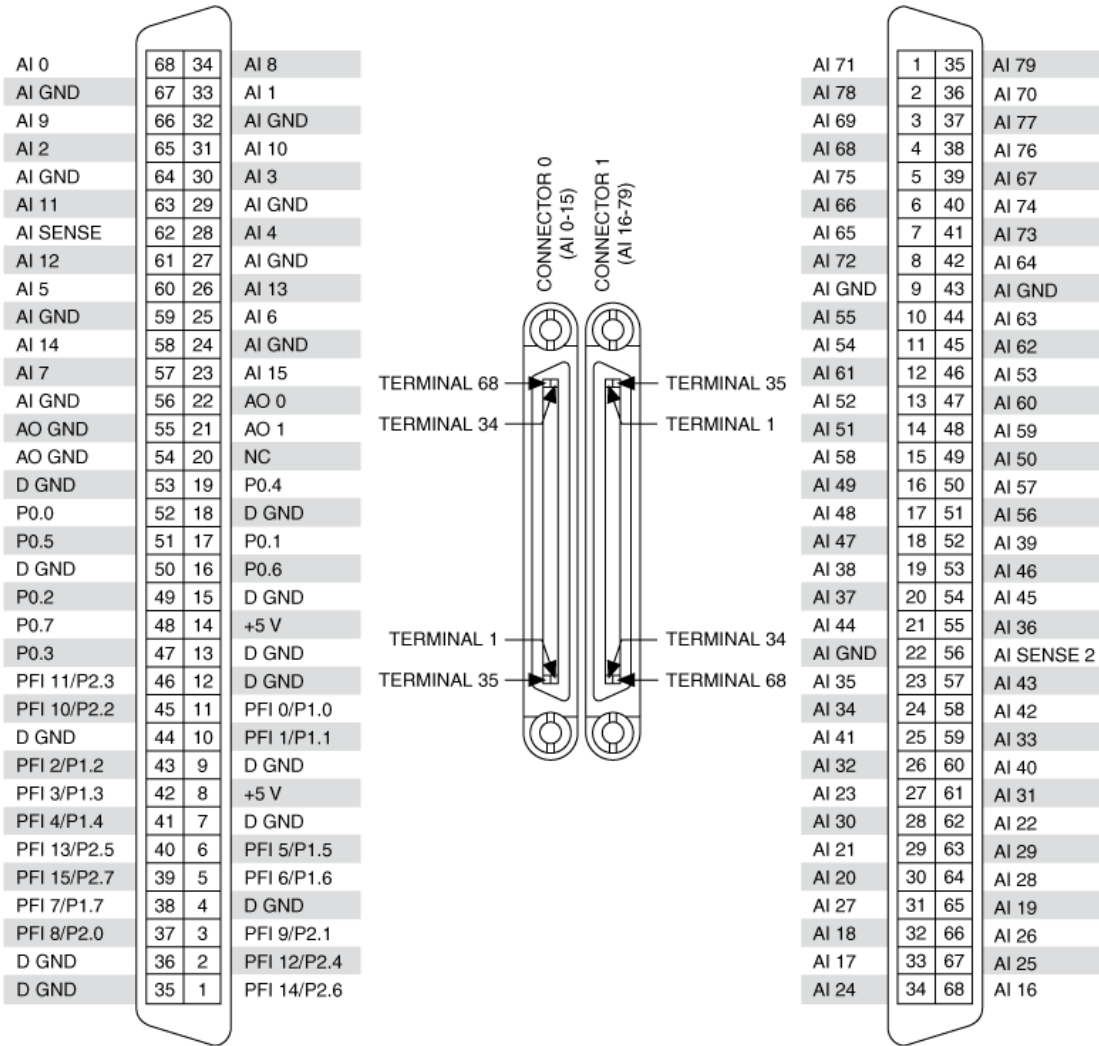 AI 0 68 34 AI 8
AI GND 67 33 AI 1
AI 9 66 32 AI GND
AI 2 65 31 AI 10
AI GND 64 30 AI 3
AI 11 63 29 AI GND
AI SENSE 62 28 AI 4
AI 12 61 27 AI GND
AI 5 60 26 AI 13
AI GND 59 25 AI 6
AI 14 58 24 AI GND
AI 7 57 23 AI 15
AI GND 56 22 AO 0
AO GND 55 21 AO 1
AO GND 54 20 NC
D GND 53 19 P0.4
P0.0 52 18 D GND
P0.5 51 17 P0.1
D GND 50 16 P0.6
P0.2 49 15 D GND
P0.7 48 14 +5 V
P0.3 47 13 D GND
PFI 11/P2.3 46 12 D GND
PFI 10/P2.2 45 11 PFI 0/P1.0
D GND 44 10 PFI 1/P1.1
PFI 2/P1.2 43 9 D GND
PFI 3/P1.3 42 8 +5 V
PFI 4/P1.4 41 7 D GND
PFI 13/P2.5 40 6 PFI 5/P1.5
PFI 15/P2.7 39 5 PFI 6/P1.6
PFI 7/P1.7 38 4 D GND
PFI 8/P2.0 37 3 PFI 9/P2.1
D GND 36 2 PFI 12/P2.4
D GND 35 1 PFI 14/P2.6
CONNECTOR 0
(AI 0-15)
CONNECTOR 1
(AI 16-79)
TERMINAL 68
TERMINAL 34
TERMINAL 35
TERMINAL 1
TERMINAL 1
TERMINAL 35
TERMINAL 34
TERMINAL 68
AI 71 1 35 AI 79
AI 78 2 36 AI 70
AI 69 3 37 AI 77
AI 68 4 38 AI 76
AI 75 5 39 AI 67
AI 66 6 40 AI 74
AI 65 7 41 AI 73
AI 72 8 42 AI 64
AI GND 9 43 AI GND
AI 55 10 44 AI 63
AI 54 11 45 AI 62
AI 61 12 46 AI 53
AI 52 13 47 AI 60
AI 51 14 48 AI 59
AI 58 15 49 AI 50
AI 49 16 50 AI 57
AI 48 17 51 AI 56
AI 47 18 52 AI 39
AI 38 19 53 AI 46
AI 37 20 54 AI 45
AI 44 21 55 AI 36
AI GND 22 56 AI SENSE 2
AI 35 23 57 AI 43
AI 34 24 58 AI 42
AI 41 25 59 AI 33
AI 32 26 60 AI 40
AI 23 27 61 AI 31
AI 30 28 62 AI 22
AI 21 29 63 AI 29
AI 20 30 64 AI 28
AI 27 31 65 AI 19
AI 18 32 66 AI 26
AI 17 33 67 AI 25
AI 24 34 68 AI 16